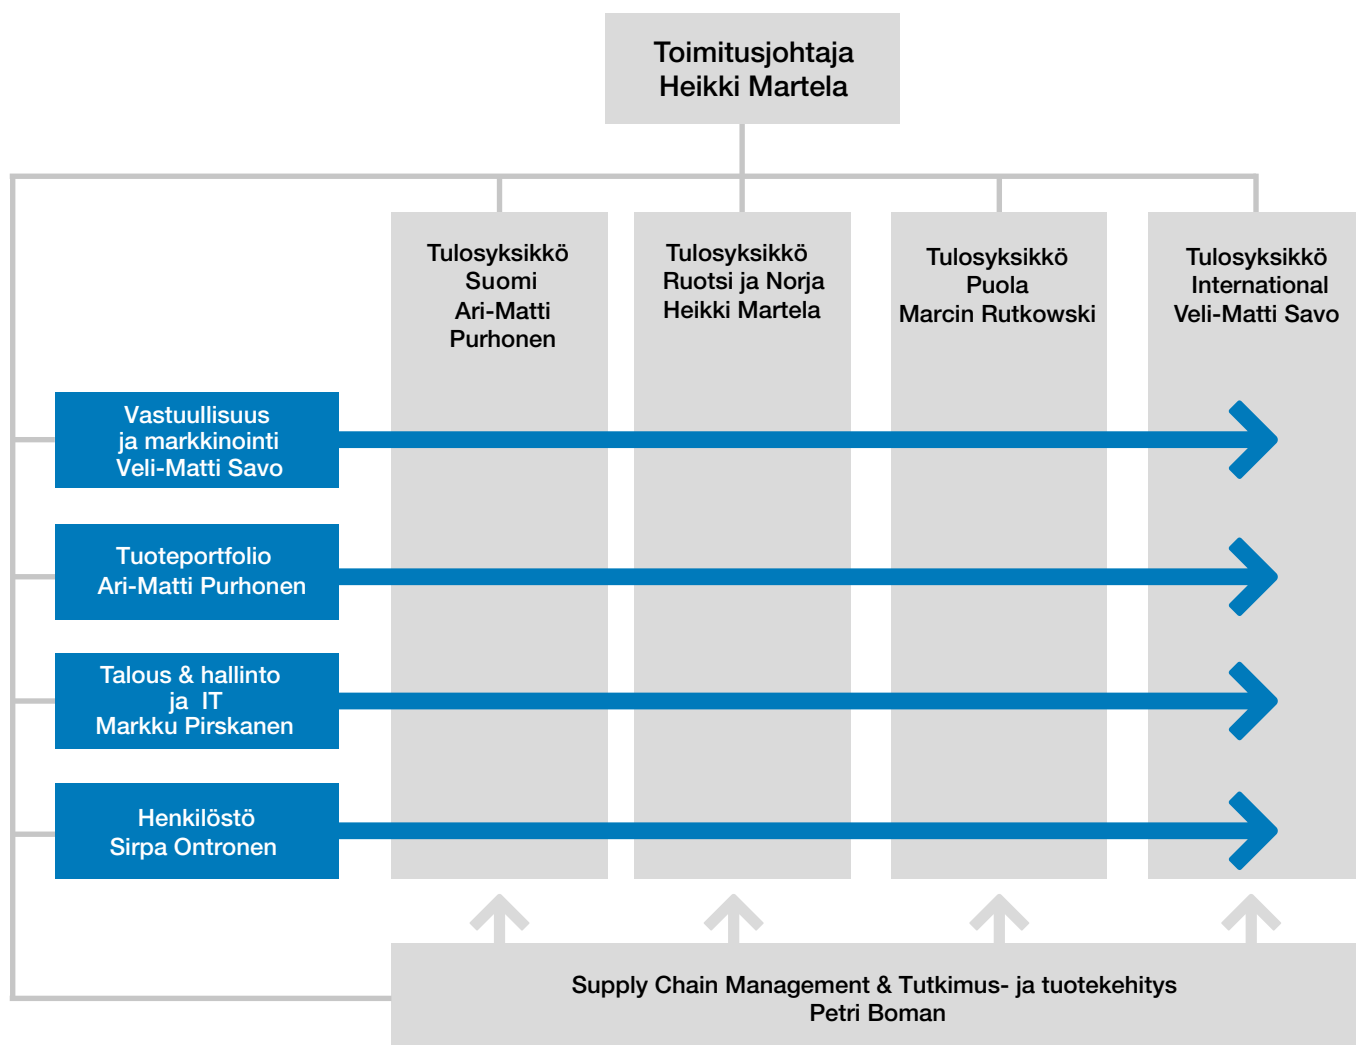 Toimitusjohtaja
Heikki Martela
Tulosyksikkö
Suomi
Ari-Matti
Purhonen
Tulosyksikkö
Ruotsi ja Norja
Heikki Martela
Tulosyksikkö
Puola
Marcin Rutkowski
Tulosyksikkö
International
Veli-Matti Savo
Vastuullisuus
ja markkinointi
Veli-Matti Savo
Tuoteportfolio
Ari-Matti Purhonen
Talous & hallinto
ja IT
Markku Pirskanen
Henkilöstö
Sirpa Ontronen
Supply Chain Management & Tutkimus- ja tuotekehitys
Petri Boman